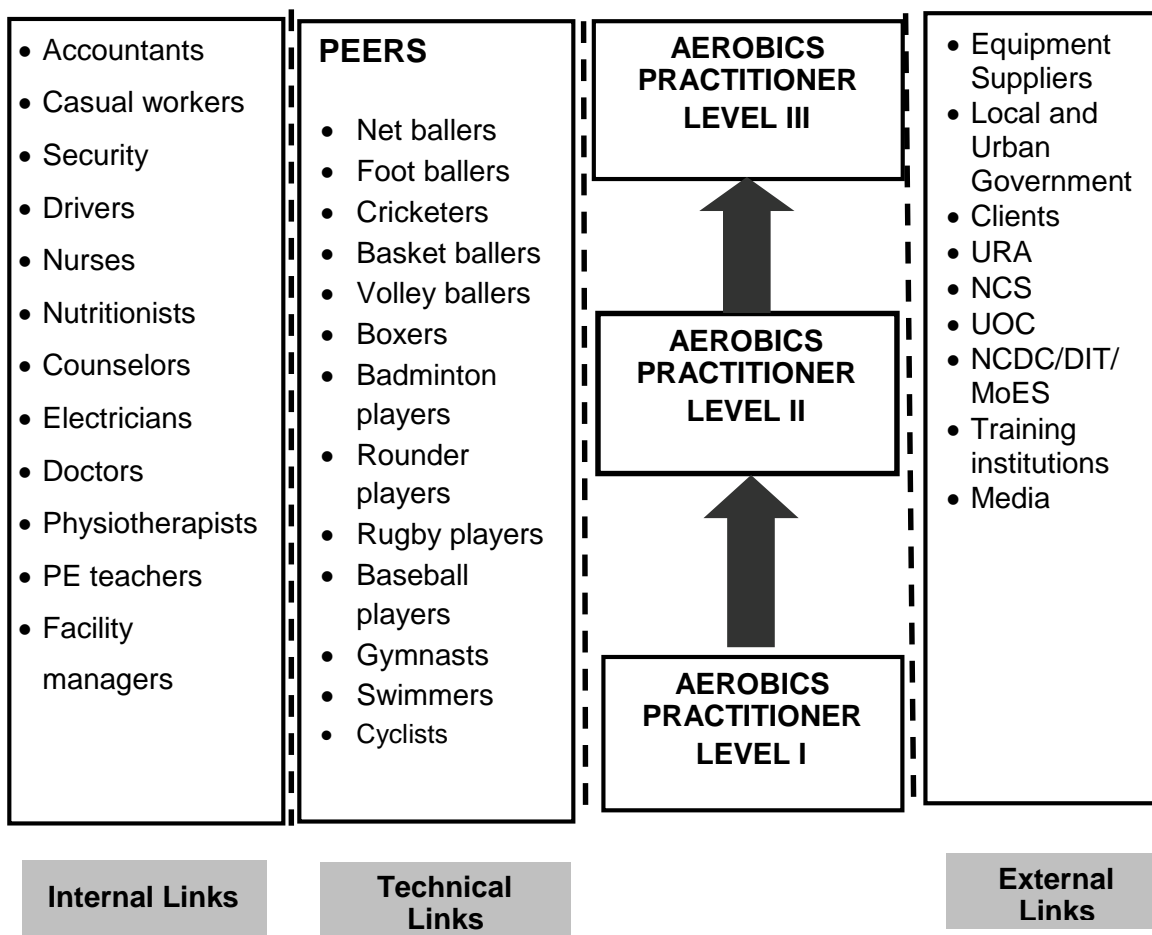 • Accountants
• Casual workers
• Security
• Drivers
• Nurses
• Nutritionists
• Counselors
• Electricians
• Doctors
• Physiotherapists
• PE teachers
• Facility
managers
PEERS
• Net ballers
• Foot ballers
• Cricketers
• Basket ballers
• Volley ballers
• Boxers
• Badminton
players
• Rounder
players
• Rugby players
• Baseball
players
• Gymnasts
• Swimmers
• Cyclists
AEROBICS
PRACTITIONER
LEVEL III
AEROBICS
PRACTITIONER
LEVEL II
AEROBICS
PRACTITIONER
LEVEL I
• Equipment
Suppliers
• Local and
Urban
Government
• Clients
• URA
• NCS
• UOC
• NCDC/DIT/
MoES
• Training
institutions
• Media
Internal Links
Technical
Links
External
Links